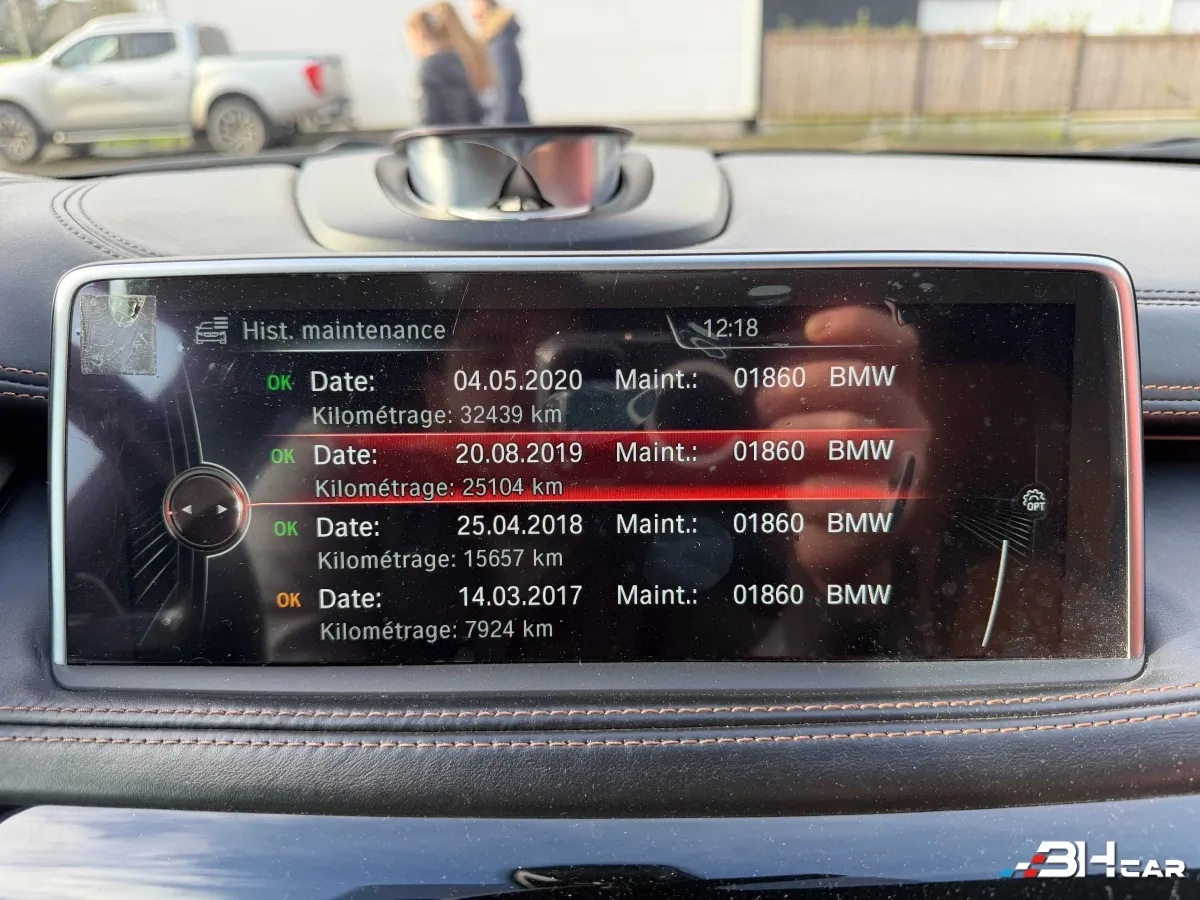 Hist. maintenance 12:18
OK Date: 04.05.2020 Maint.: 01860 BMW
Kilométrage: 32439 km
OK Date: 20.08.2019 Maint.: 01860 BMW
Kilométrage: 25104 km
OK Date: 25.04.2018 Maint.: 01860 BMW
Kilométrage: 15657 km
OK Date: 14.03.2017 Maint.: 01860 BMW
Kilométrage: 7924 km
OPT
3HCAR